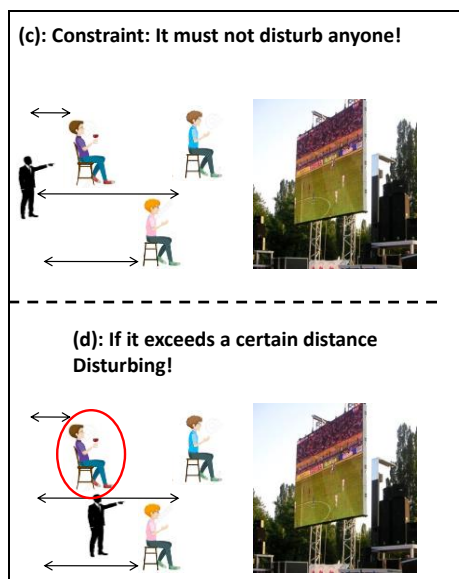 (c): Constraint: It must not disturb anyone!
(d): If it exceeds a certain distance
Disturbing!